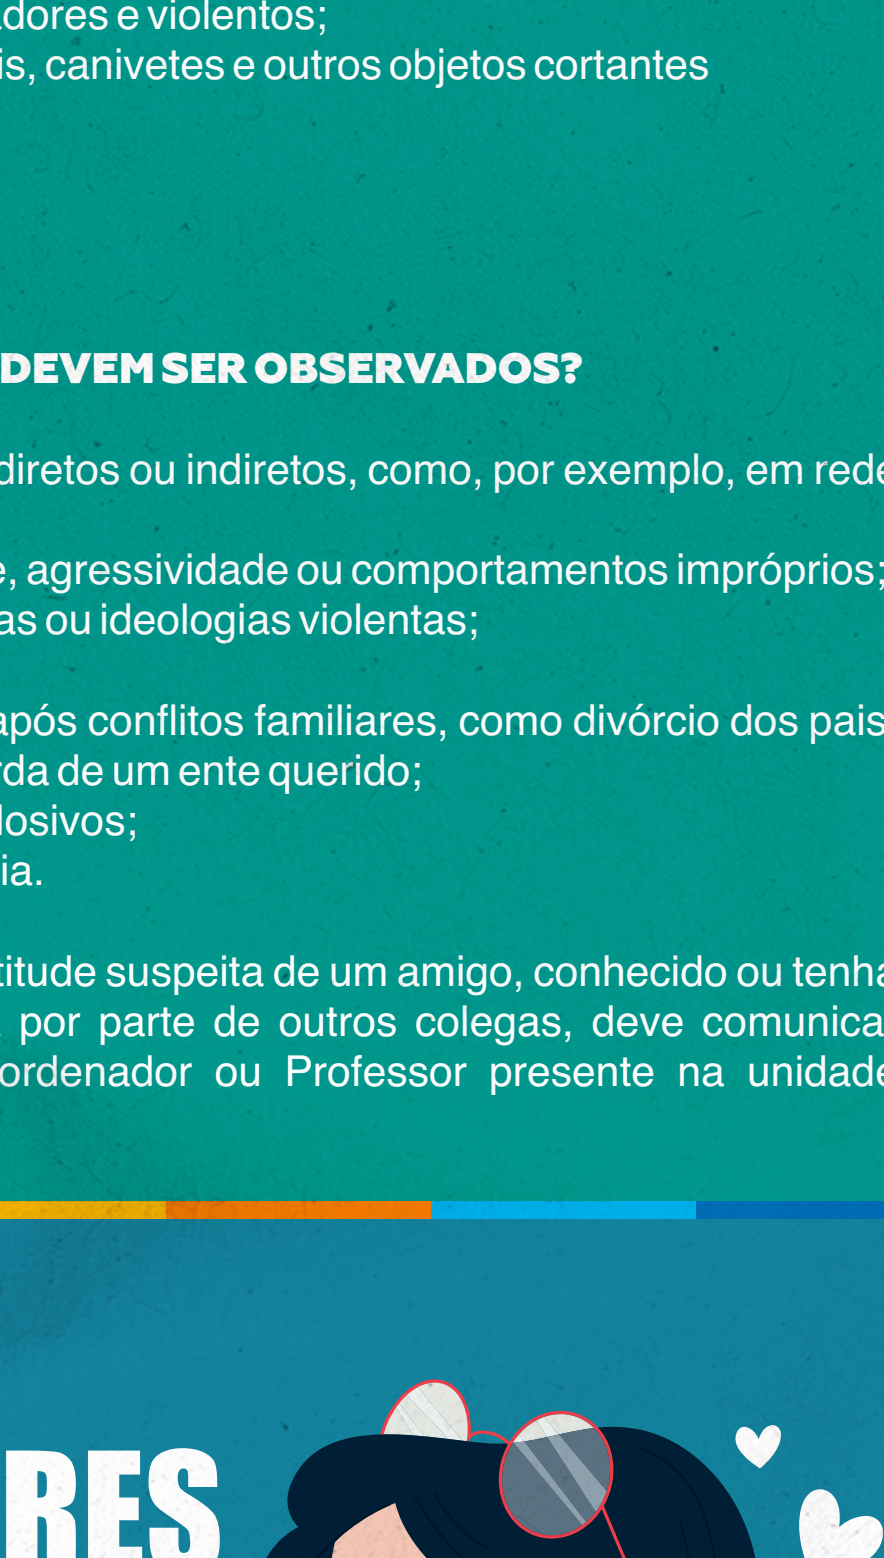 adores e violentos;
is, canivetes e outros objetos cortantes
DEVEM SER OBSERVADOS?
diretos ou indiretos, como, por exemplo, em rede
e, agressividade ou comportamentos impróprios;
as ou ideologias violentas;
após conflitos familiares, como divórcio dos pais
rda de um ente querido;
losivos;
ia.
titude suspeita de um amigo, conhecido ou tenha
por parte de outros colegas, deve comunica
ordenador ou Professor presente na unidade
RES